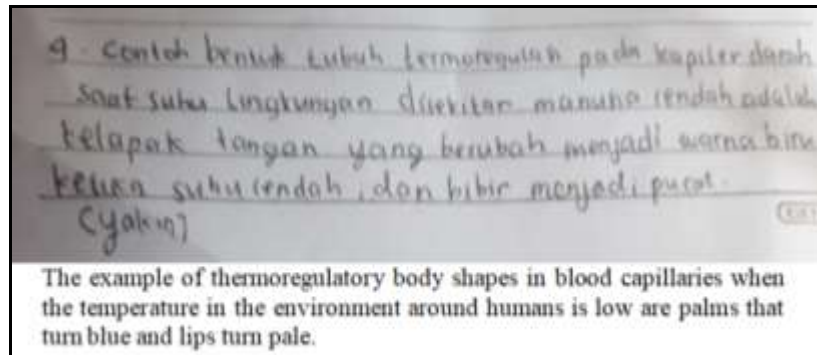 9. Contoh bentuk tubuh termoregulasi pada kapiler darah
saat suhu lingkungan disekitar manusia rendah adalah
telapak tangan yang berubah menjadi warna biru
ketika suhu rendah, dan bibir menjadi pucat.
(yakin)
The example of thermoregulatory body shapes in blood capillaries when
the temperature in the environment around humans is low are palms that
turn blue and lips turn pale.